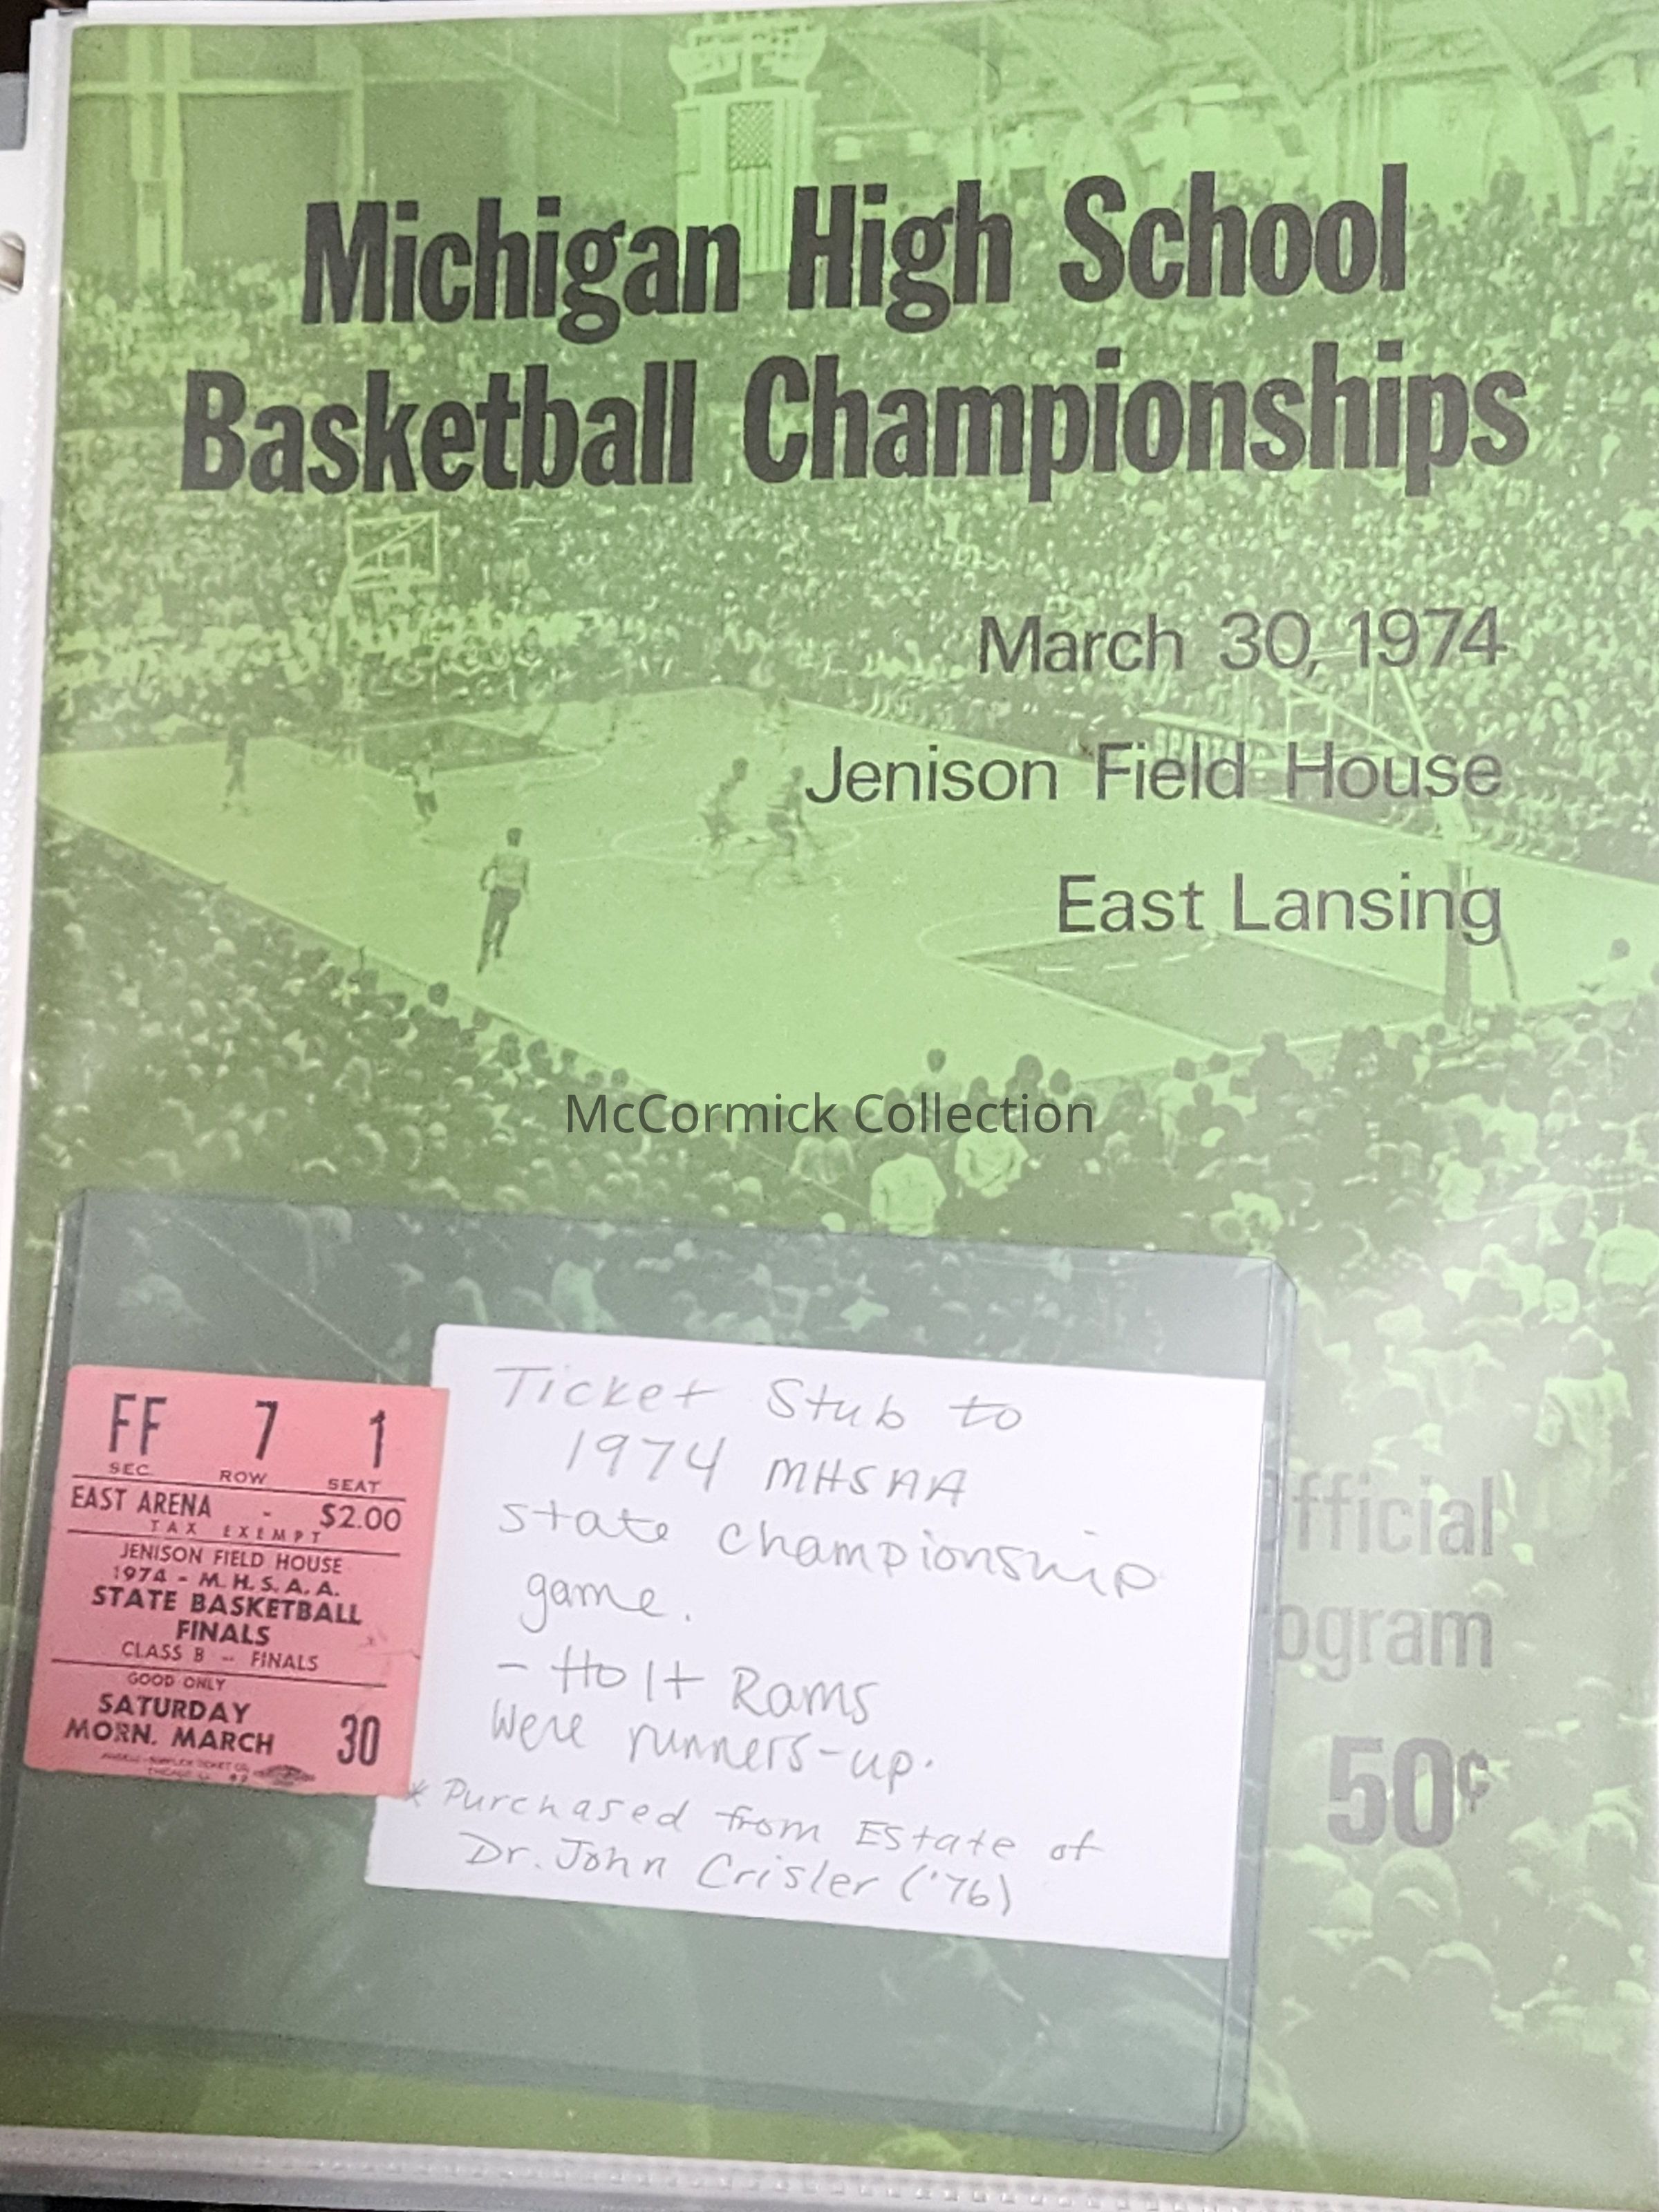 Michigan High School
Basketball Championships
March 30, 1974
Jenison Field House
East Lansing
McCormick Collection
FF 7 1
SEC. ROW SEAT
EAST ARENA - $2.00
TAX EXEMPT
JENISON FIELD HOUSE
1974 - M. H. S. A. A.
STATE BASKETBALL
FINALS
CLASS B -- FINALS
GOOD ONLY
SATURDAY
MORN. MARCH 30
Ticket Stub to
1974 MHSAA
state championship
game.
- Holt Rams
Were runners-up.
* Purchased from Estate of
Dr. John Crisler ('76)
fficial
ogram
50¢